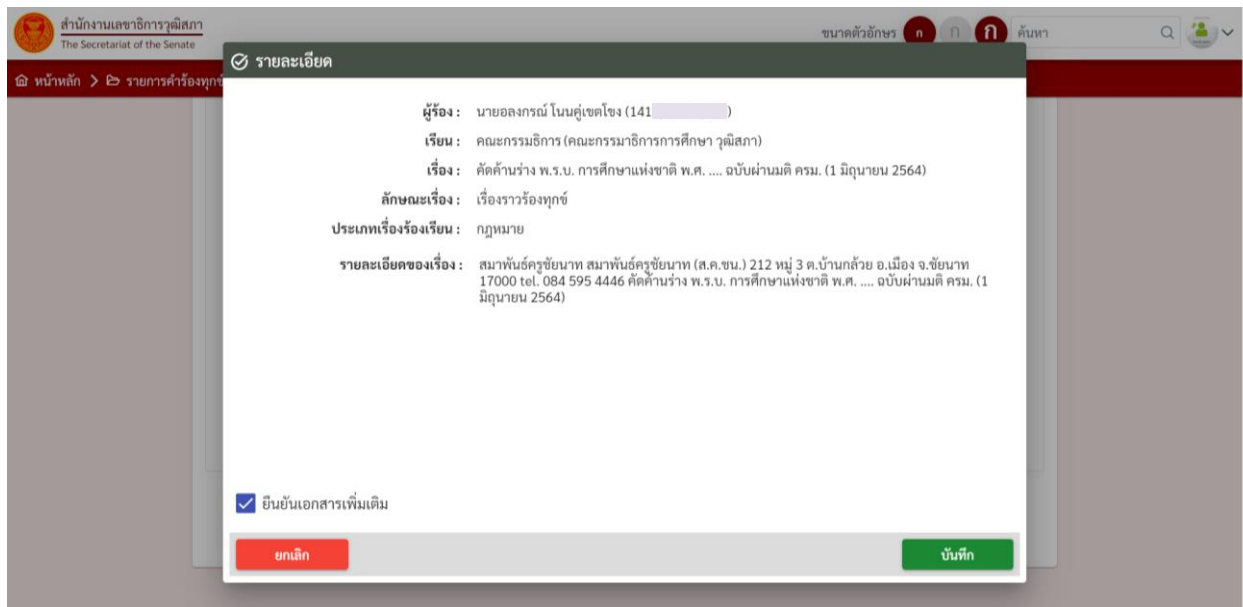 สำนักงานเลขาธิการวุฒิสภา
The Secretariat of the Senate
ขนาดตัวอักษร ก ก ก ค้นหา
หน้าหลัก > รายการคำร้องทุกข์
รายละเอียด
ผู้ร้อง : นายอลงกรณ์ โนนคู่เขตโขง (141 )
เรียน : คณะกรรมธิการ (คณะกรรมาธิการการศึกษา วุฒิสภา)
เรื่อง : คัดค้านร่าง พ.ร.บ. การศึกษาแห่งชาติ พ.ศ. .... ฉบับผ่านมติ ครม. (1 มิถุนายน 2564)
ลักษณะเรื่อง : เรื่องราวร้องทุกข์
ประเภทเรื่องร้องเรียน : กฎหมาย
รายละเอียดของเรื่อง : สมาพันธ์ครูชัยนาท สมาพันธ์ครูชัยนาท (ส.ค.ชน.) 212 หมู่ 3 ต.บ้านกล้วย อ.เมือง จ.ชัยนาท
17000 tel. 084 595 4446 คัดค้านร่าง พ.ร.บ. การศึกษาแห่งชาติ พ.ศ. .... ฉบับผ่านมติ ครม. (1
มิถุนายน 2564)
ยืนยันเอกสารเพิ่มเติม
ยกเลิก บันทึก